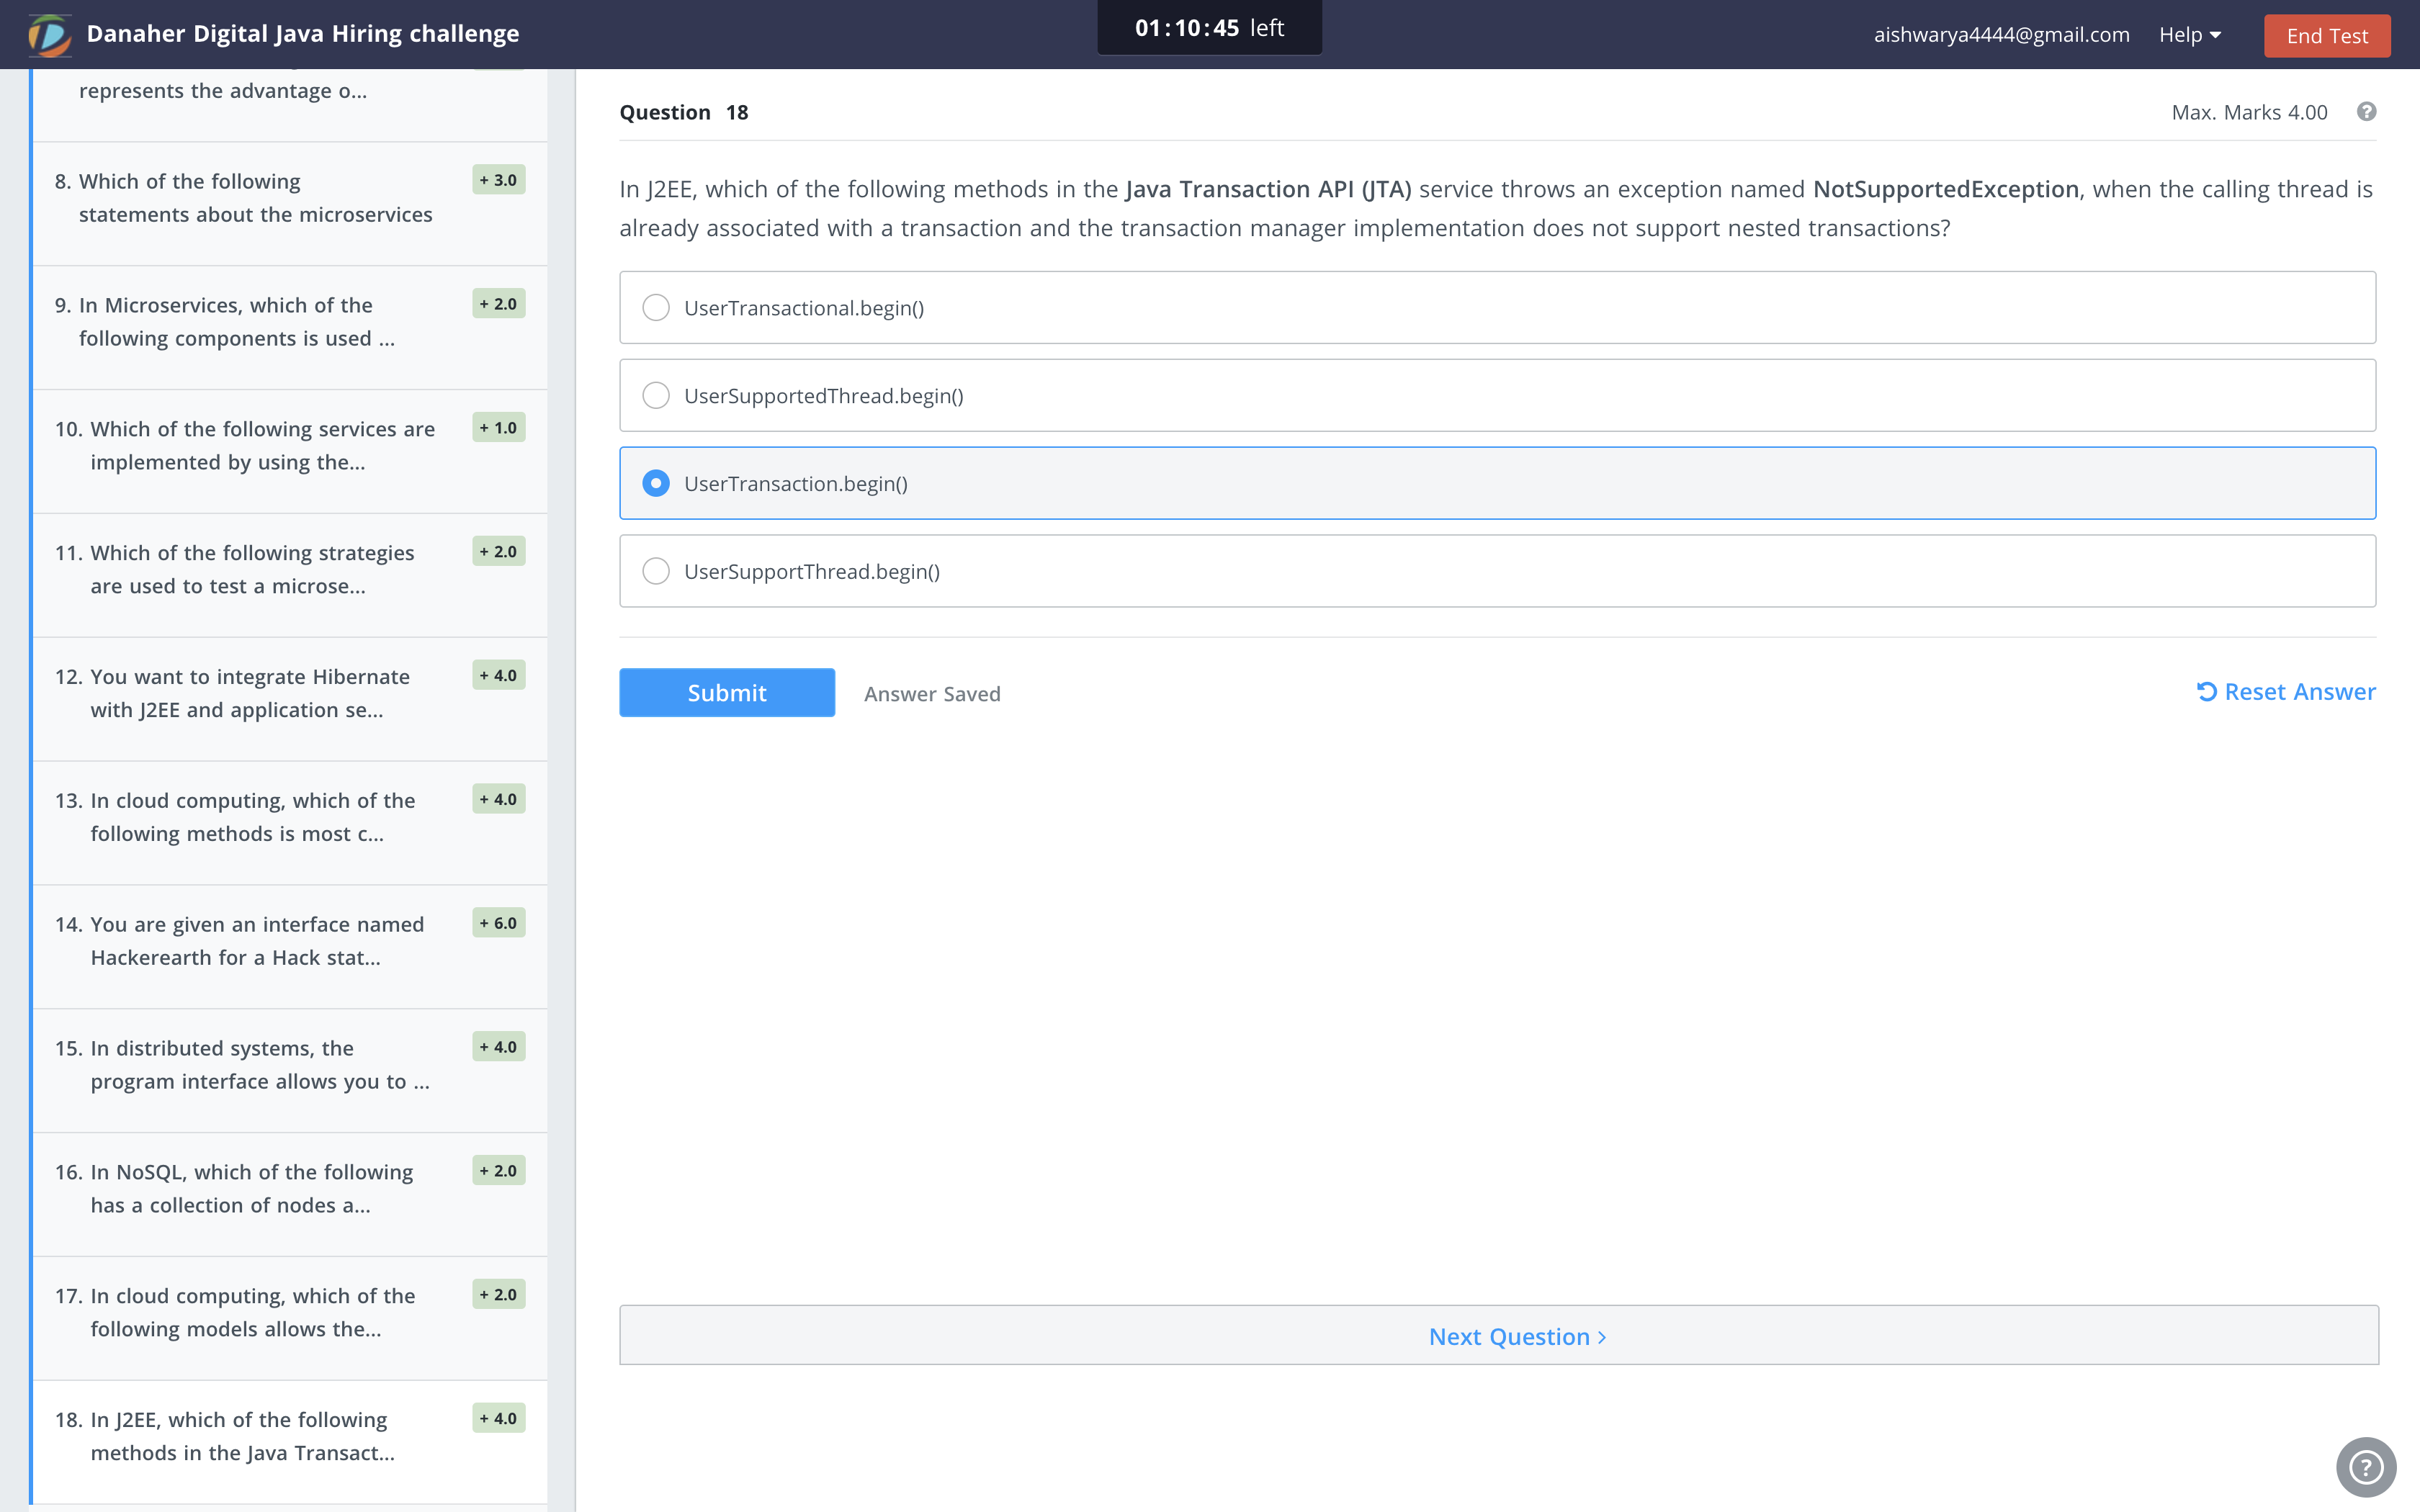 Danaher Digital Java Hiring challenge
01:10:45 left
aishwarya4444@gmail.com
Help
End Test
represents the advantage o...
8. Which of the following + 3.0
statements about the microservices
9. In Microservices, which of the + 2.0
following components is used ...
10. Which of the following services are + 1.0
implemented by using the...
11. Which of the following strategies + 2.0
are used to test a microse...
12. You want to integrate Hibernate + 4.0
with J2EE and application se...
13. In cloud computing, which of the + 4.0
following methods is most c...
14. You are given an interface named + 6.0
Hackerearth for a Hack stat...
15. In distributed systems, the + 4.0
program interface allows you to ...
16. In NoSQL, which of the following + 2.0
has a collection of nodes a...
17. In cloud computing, which of the + 2.0
following models allows the...
18. In J2EE, which of the following + 4.0
methods in the Java Transact...
Question 18
Max. Marks 4.00 ?
In J2EE, which of the following methods in the Java Transaction API (JTA) service throws an exception named NotSupportedException, when the calling thread is
already associated with a transaction and the transaction manager implementation does not support nested transactions?
UserTransactional.begin()
UserSupportedThread.begin()
UserTransaction.begin()
UserSupportThread.begin()
Submit
Answer Saved
Reset Answer
Next Question >
?